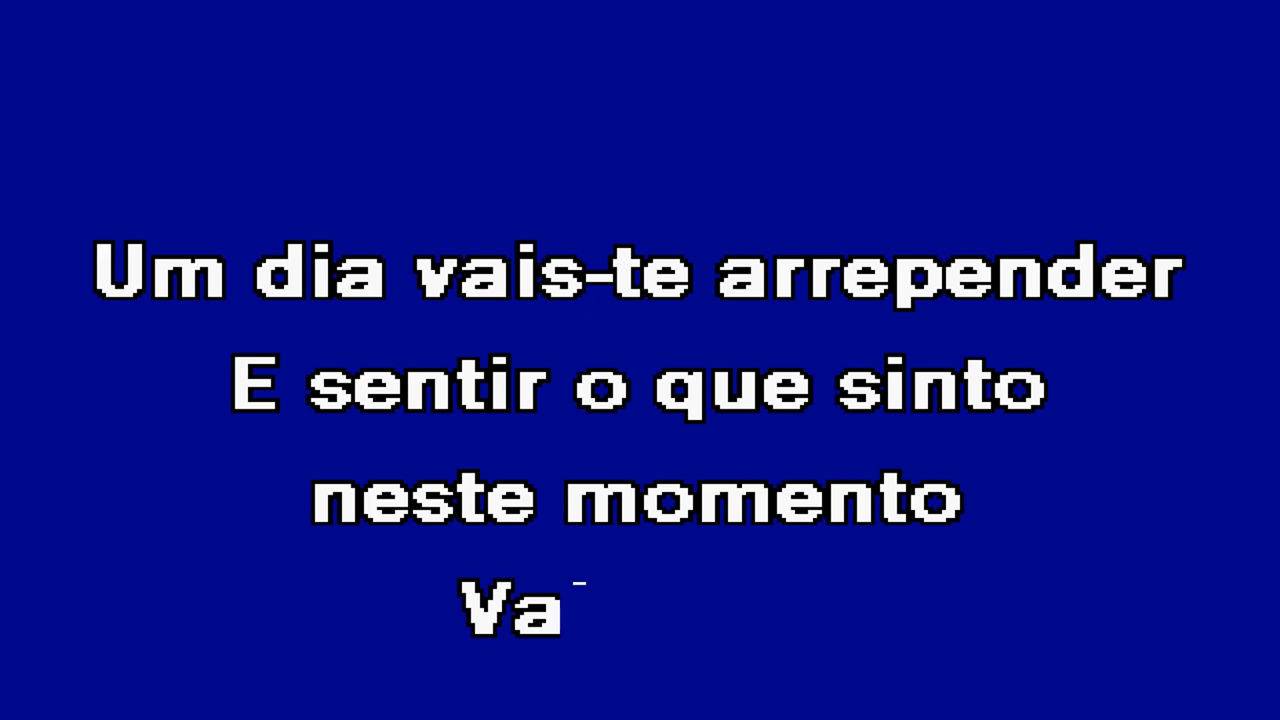 Um dia vais-te arrepender
E sentir o que sinto
neste momento
Va